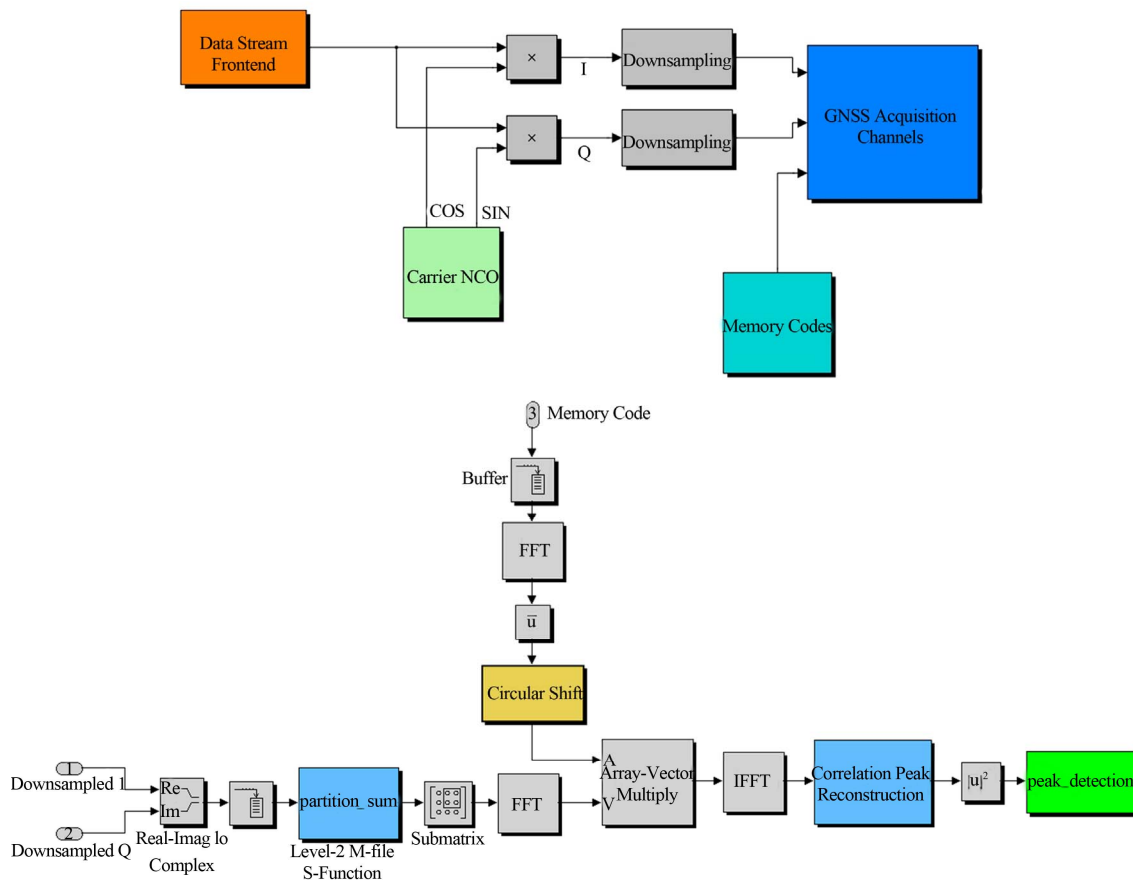 Data Stream
Frontend
×
I
Downsampling
GNSS Acquisition
Channels
×
Q
Downsampling
COS
SIN
Carrier NCO
Memory Codes
3
Memory Code
Buffer
FFT
u̅
Circular Shift
1
Downsampled 1
2
Downsampled Q
Re
Im
Real-Imag lo
Complex
partition_sum
Level-2 M-file
S-Function
Submatrix
FFT
A
V
Array-Vector
Multiply
IFFT
Correlation Peak
Reconstruction
|u|²
peak_detection